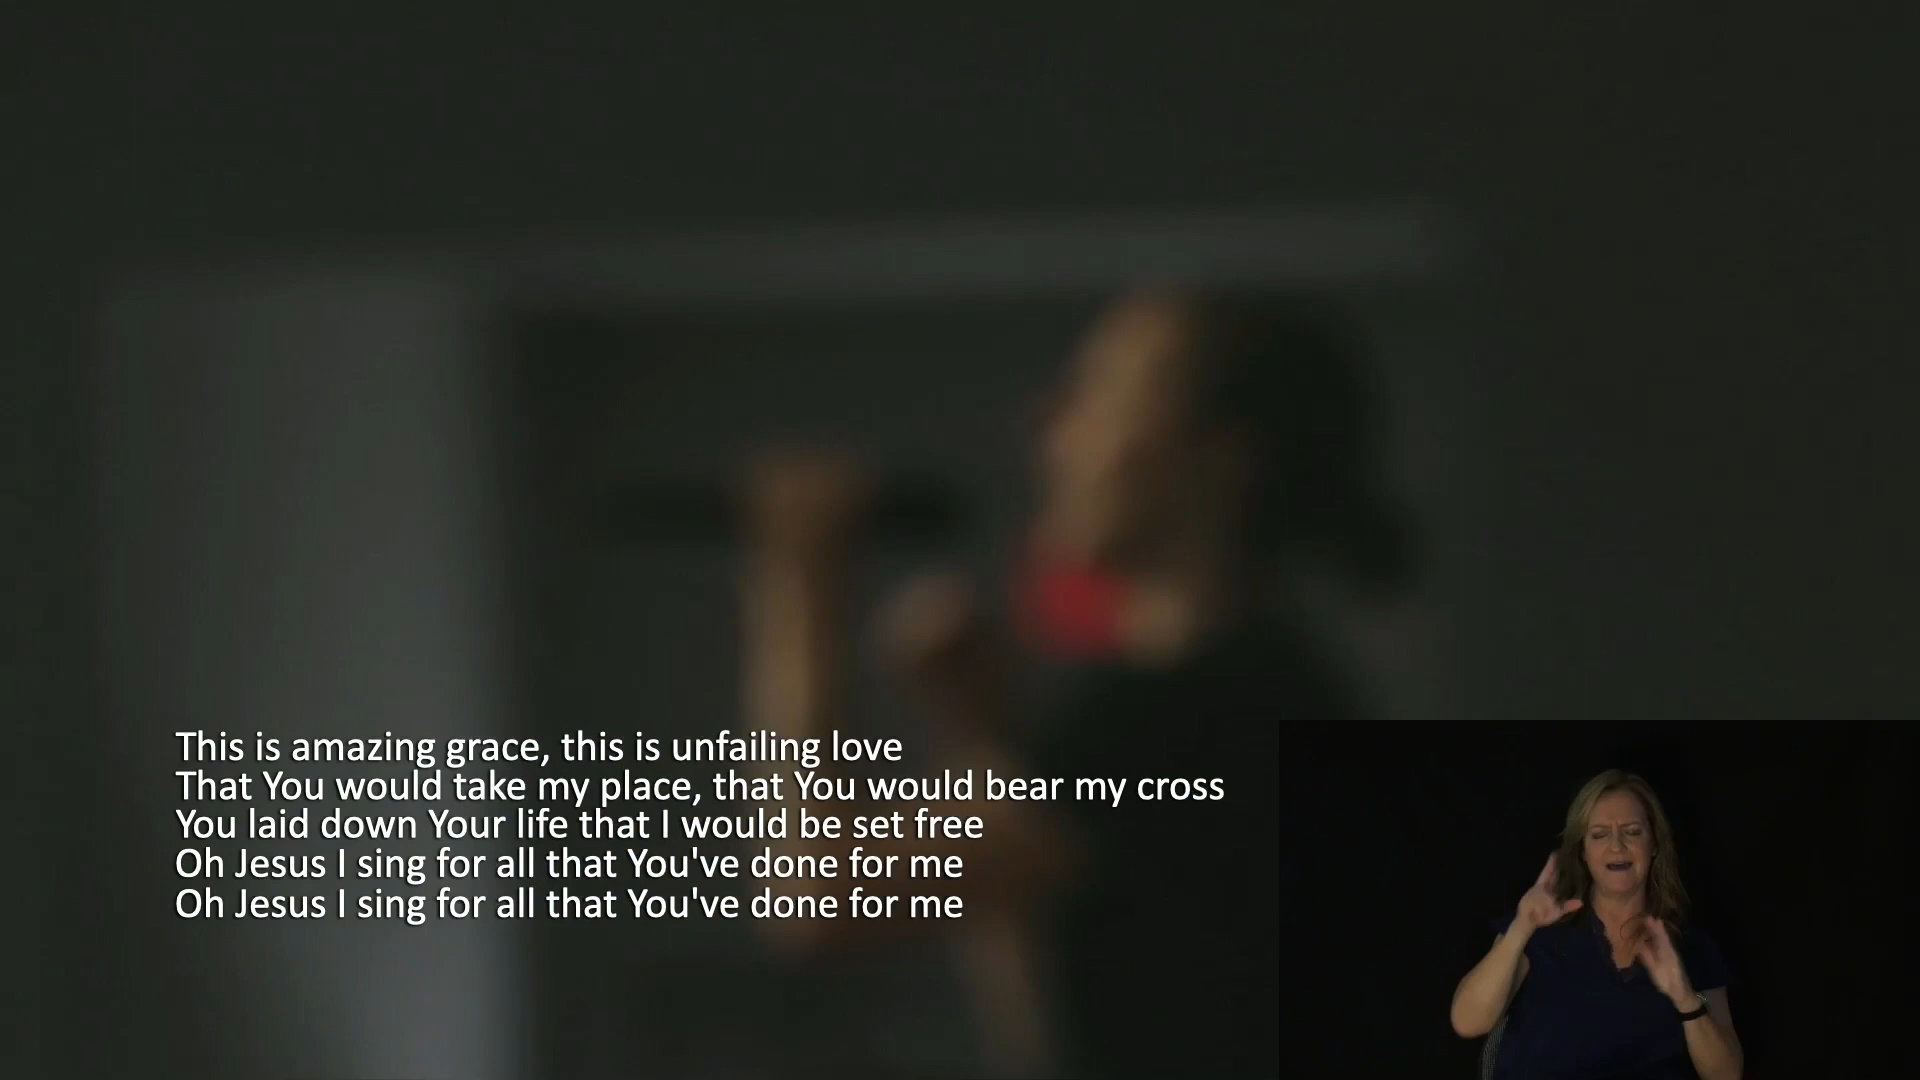 This is amazing grace, this is unfailing love
That You would take my place, that You would bear my cross
You laid down Your life that I would be set free
Oh Jesus I sing for all that You've done for me
Oh Jesus I sing for all that You've done for me